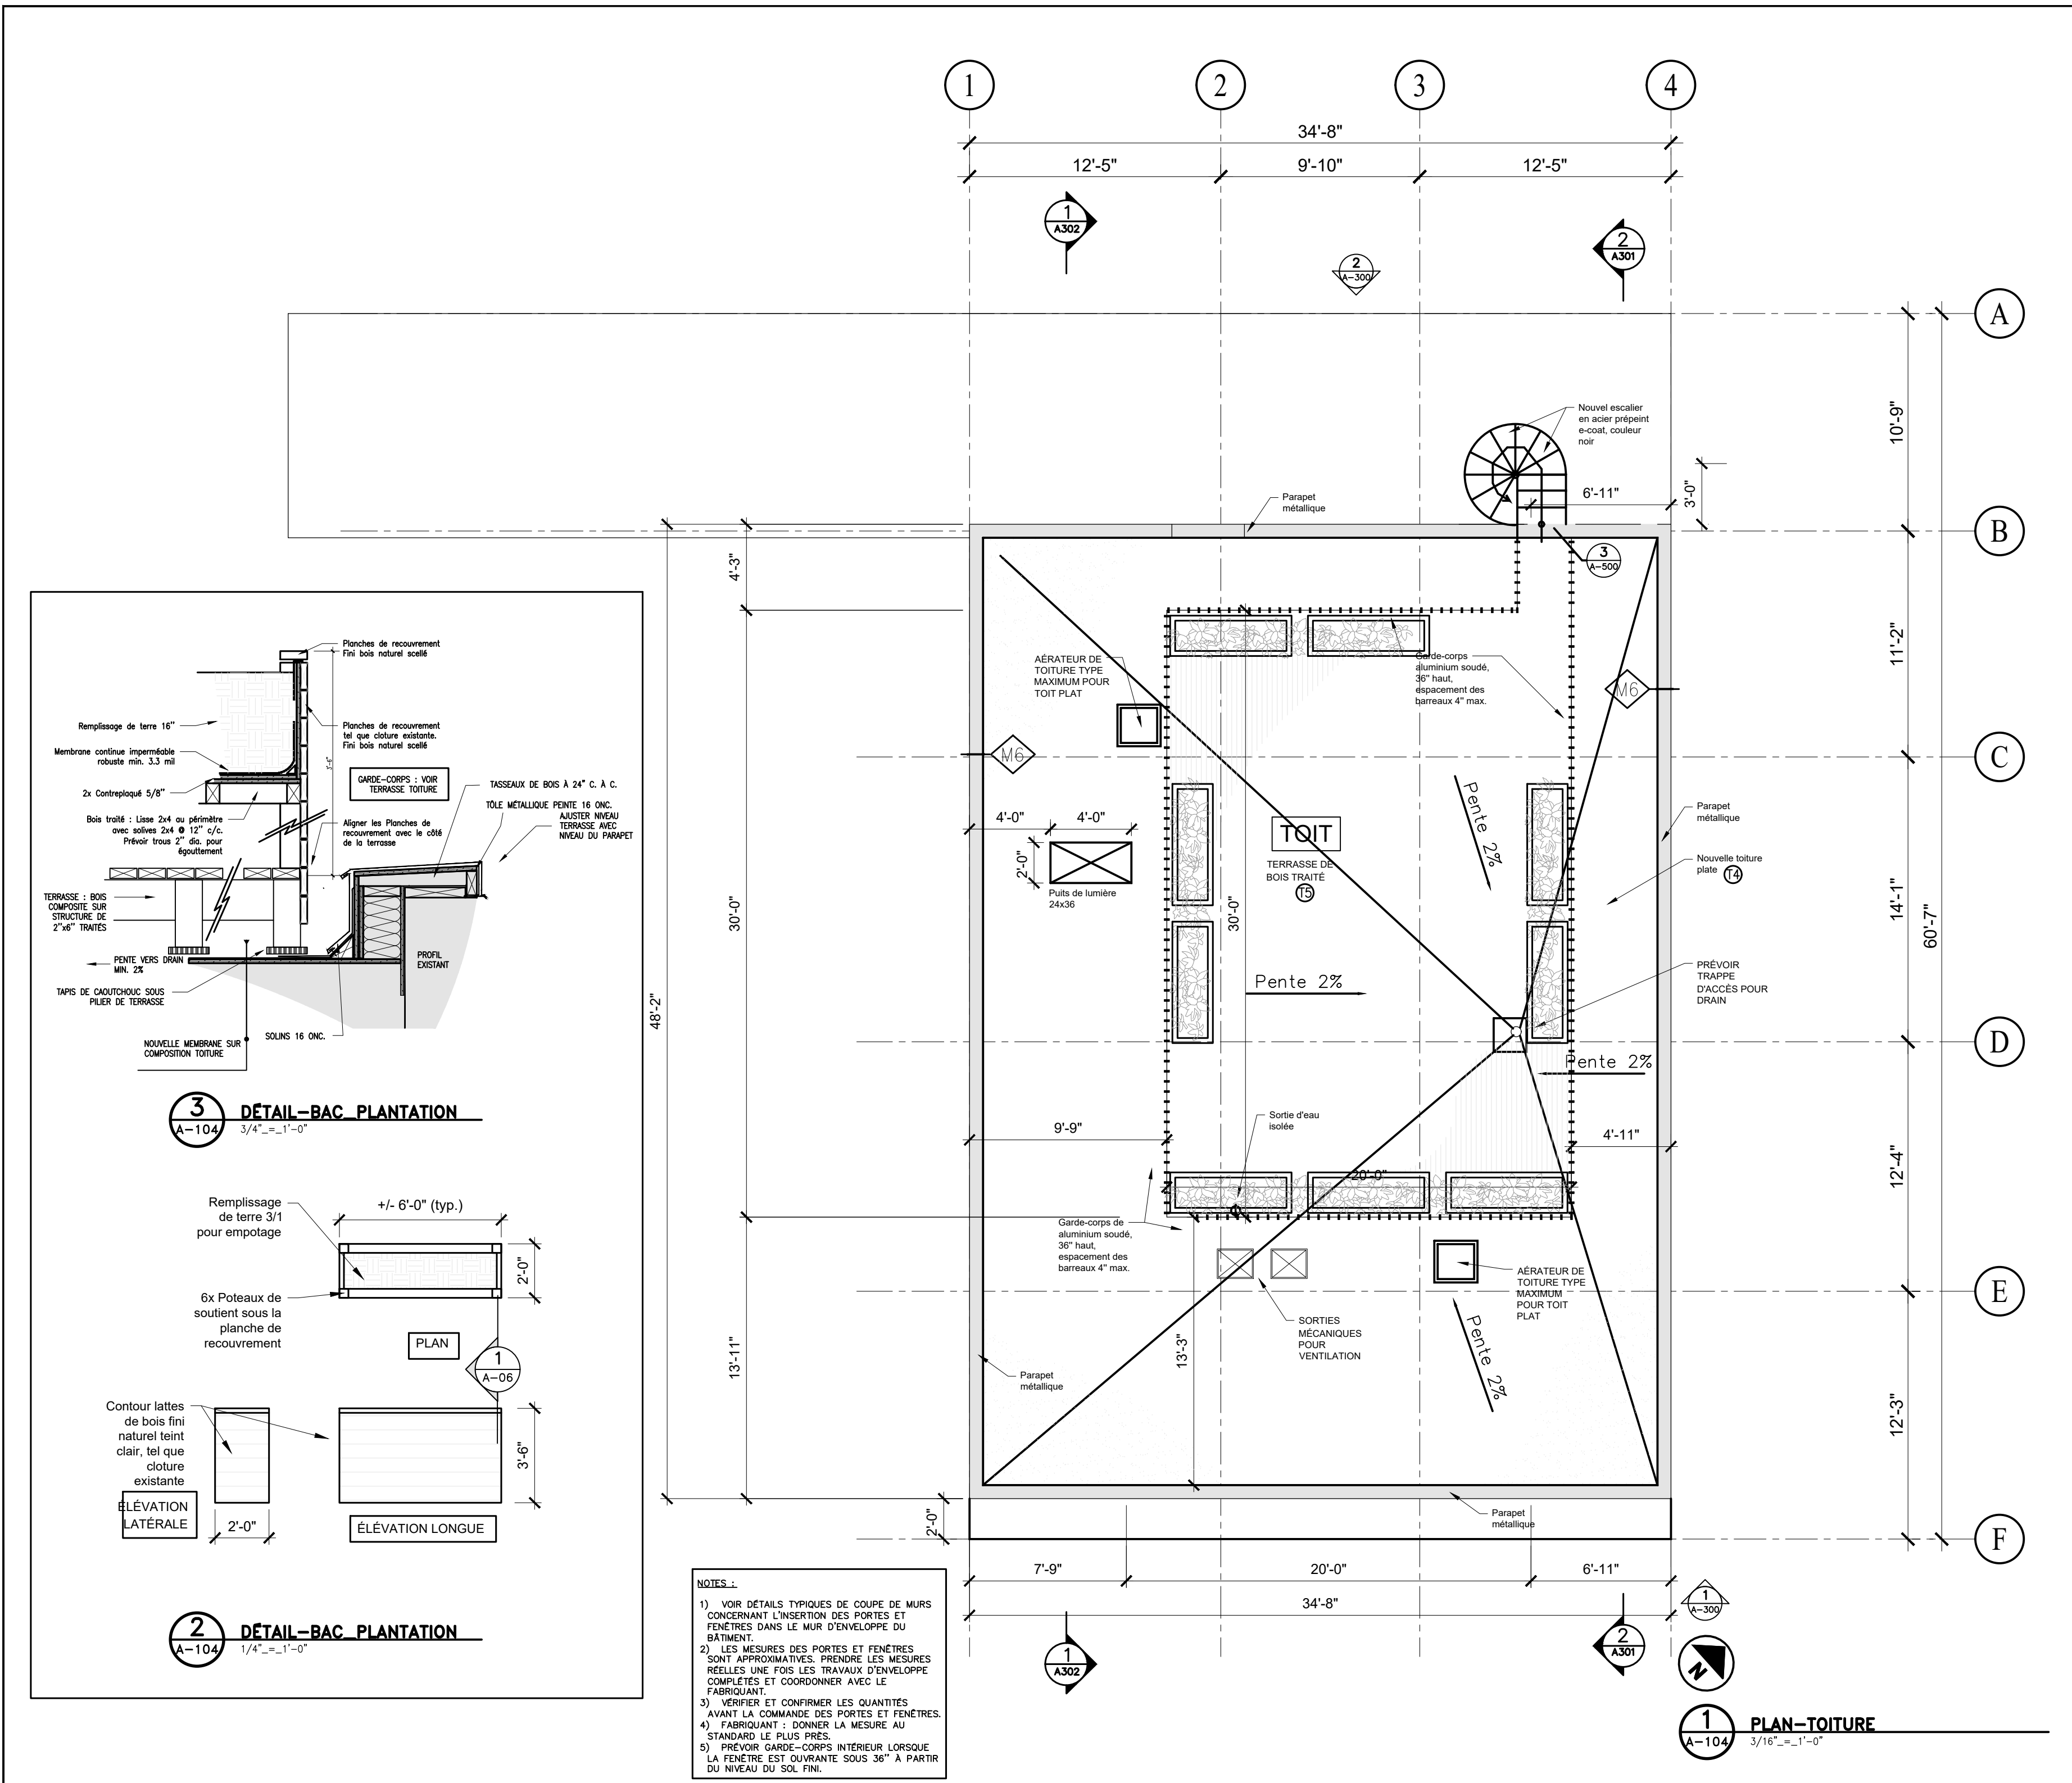 1
2
3
4
34'-8"
12'-5"
9'-10"
12'-5"
1
A302
2
A301
2
A-300
A
B
C
D
E
F
10'-9"
11'-2"
14'-1"
12'-4"
12'-3"
60'-7"
Nouvel escalier
en acier prépeint
e-coat, couleur
noir
6'-11"
3'-0"
Parapet
métallique
3
A-500
4'-3"
30'-0"
13'-11"
48'-2"
2'-0"
AÉRATEUR DE
TOITURE TYPE
MAXIMUM POUR
TOIT PLAT
Garde-corps
aluminium soudé,
36" haut,
espacement des
barreaux 4" max.
M6
M6
4'-0"
4'-0"
2'-0"
Puits de lumière
24x36
TOIT
TERRASSE DE
BOIS TRAITÉ
T5
30'-0"
Pente 2%
Pente 2%
Parapet
métallique
Nouvelle toiture
plate
T4
PRÉVOIR
TRAPPE
D'ACCÈS POUR
DRAIN
Pente 2%
9'-9"
4'-11"
Sortie d'eau
isolée
20'-0"
Garde-corps de
aluminium soudé,
36" haut,
espacement des
barreaux 4" max.
AÉRATEUR DE
TOITURE TYPE
MAXIMUM
POUR TOIT
PLAT
SORTIES
MÉCANIQUES
POUR
VENTILATION
Pente 2%
13'-3"
Parapet
métallique
Parapet
métallique
7'-9"
20'-0"
6'-11"
34'-8"
1
A302
2
A301
1
A-300
N
1
A-104
PLAN-TOITURE
3/16"_=_1'-0"
Planches de recouvrement
Fini bois naturel scellé
Remplissage de terre 16"
Planches de recouvrement
tel que cloture existante.
Fini bois naturel scellé
Membrane continue imperméable
robuste min. 3.3 mil
3'-6"
GARDE-CORPS : VOIR
TERRASSE TOITURE
2x Contreplaqué 5/8"
TASSEAUX DE BOIS À 24" C. À C.
TÔLE MÉTALLIQUE PEINTE 16 ONC.
AJUSTER NIVEAU
TERRASSE AVEC
NIVEAU DU PARAPET
Bois traité : Lisse 2x4 au périmètre
avec solives 2x4 @ 12" c/c.
Prévoir trous 2" dia. pour
égouttement
Aligner les Planches de
recouvrement avec le côté
de la terrasse
TERRASSE : BOIS
COMPOSITE SUR
STRUCTURE DE
2"x6" TRAITÉS
PENTE VERS DRAIN
MIN. 2%
PROFIL
EXISTANT
TAPIS DE CAOUTCHOUC SOUS
PILIER DE TERRASSE
SOLINS 16 ONC.
NOUVELLE MEMBRANE SUR
COMPOSITION TOITURE
3
A-104
DÉTAIL-BAC_PLANTATION
3/4"_=_1'-0"
Remplissage
de terre 3/1
pour empotage
+/- 6'-0" (typ.)
2'-0"
6x Poteaux de
soutient sous la
planche de
recouvrement
PLAN
1
A-06
Contour lattes
de bois fini
naturel teint
clair, tel que
cloture
existante
3'-6"
ÉLÉVATION
LATÉRALE
2'-0"
ÉLÉVATION LONGUE
2
A-104
DÉTAIL-BAC_PLANTATION
1/4"_=_1'-0"
NOTES :
1) VOIR DÉTAILS TYPIQUES DE COUPE DE MURS
CONCERNANT L'INSERTION DES PORTES ET
FENÊTRES DANS LE MUR D'ENVELOPPE DU
BÂTIMENT.
2) LES MESURES DES PORTES ET FENÊTRES
SONT APPROXIMATIVES. PRENDRE LES MESURES
RÉELLES UNE FOIS LES TRAVAUX D'ENVELOPPE
COMPLÉTÉS ET COORDONNER AVEC LE
FABRIQUANT.
3) VÉRIFIER ET CONFIRMER LES QUANTITÉS
AVANT LA COMMANDE DES PORTES ET FENÊTRES.
4) FABRIQUANT : DONNER LA MESURE AU
STANDARD LE PLUS PRÈS.
5) PRÉVOIR GARDE-CORPS INTÉRIEUR LORSQUE
LA FENÊTRE EST OUVRANTE SOUS 36" À PARTIR
DU NIVEAU DU SOL FINI.